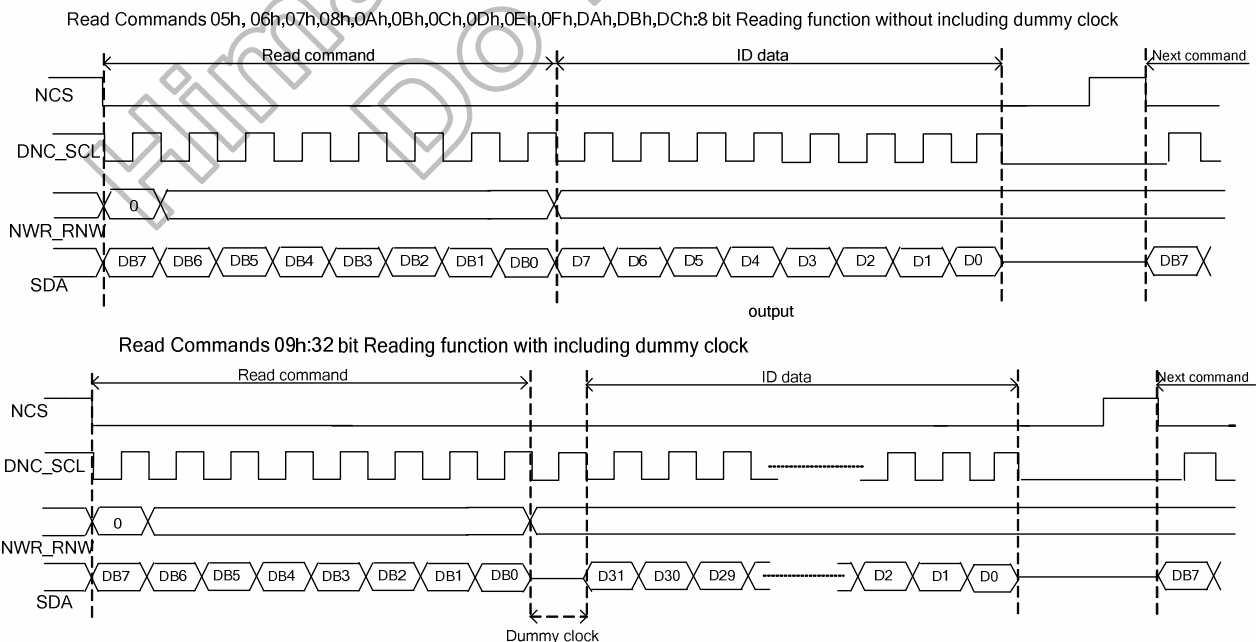 Read Commands 05h, 06h,07h,08h,0Ah,0Bh,0Ch,0Dh,0Eh,0Fh,DAh,DBh,DCh:8 bit Reading function without including dummy clock
Read command ID data Next command
NCS
DNC_SCL
0
NWR_RNW
DB7 DB6 DB5 DB4 DB3 DB2 DB1 DB0 D7 D6 D5 D4 D3 D2 D1 D0 DB7
SDA
output
Read Commands 09h:32 bit Reading function with including dummy clock
Read command ID data Next command
NCS
DNC_SCL
0
NWR_RNW
DB7 DB6 DB5 DB4 DB3 DB2 DB1 DB0 D31 D30 D29 D2 D1 D0 DB7
SDA
Dummy clock
Do